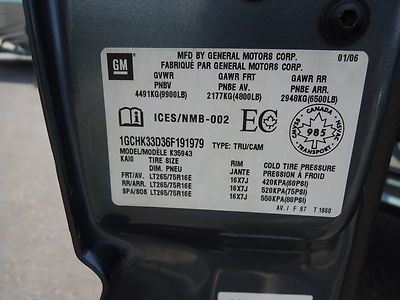 GM
MFD BY GENERAL MOTORS CORP. 01/06
FABRIQUÉ PAR GENERAL MOTORS CORP.
GVWR GAWR FRT GAWR RR
PNBV PNBE AV. PNBE ARR.
4491KG(9900LB) 2177KG(4800LB) 2948KG(6500LB)
ICES/NMB-002 EC
CANADA
985
TRANSPORT
1GCHK33D36F191979 TYPE: TRU/CAM
MODEL/MODÈLE K35943
KAI0 TIRE SIZE RIM COLD TIRE PRESSURE
DIM. PNEU JANTE PRESSION À FROID
FRT/AV. LT265/75R16E 16X7J 420KPA(60PSI)
RR/ARR. LT265/75R16E 16X7J 520KPA(75PSI)
SPA/SOS LT265/75R16E 16X7J 550KPA(80PSI)
AV. / F 97 T 1860